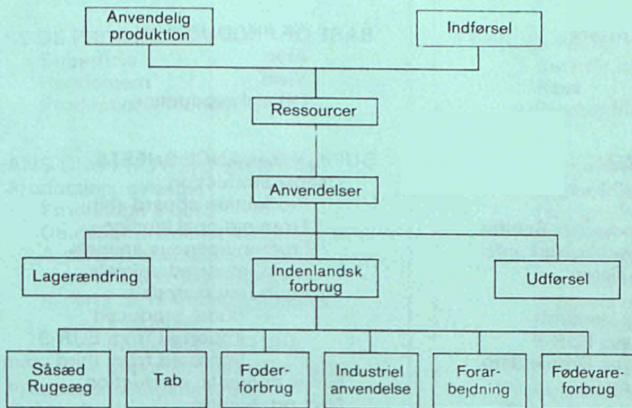 Anvendelig
produktion
Indførsel
Ressourcer
Anvendelser
Lagerændring
Indenlandsk
forbrug
Udførsel
Såsæd
Rugeæg
Tab
Foder-
forbrug
Industriel
anvendelse
Forar-
bejdning
Fødevare-
forbrug